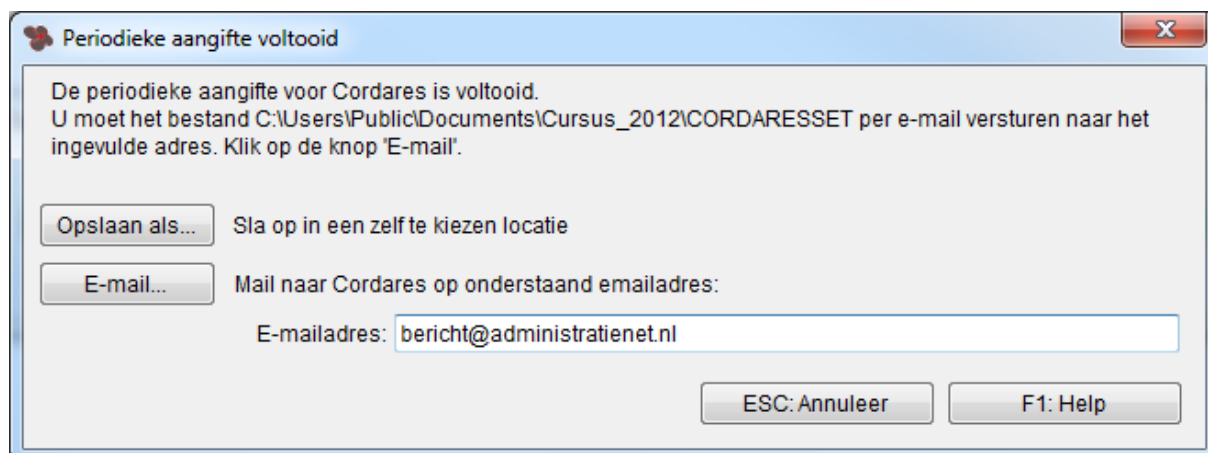 Periodieke aangifte voltooid
De periodieke aangifte voor Cordares is voltooid.
U moet het bestand C:\Users\Public\Documents\Cursus_2012\CORDARESSET per e-mail versturen naar het
ingevulde adres. Klik op de knop 'E-mail'.
Opslaan als... Sla op in een zelf te kiezen locatie
E-mail... Mail naar Cordares op onderstaand emailadres:
E-mailadres: bericht@administratienet.nl
ESC: Annuleer F1: Help